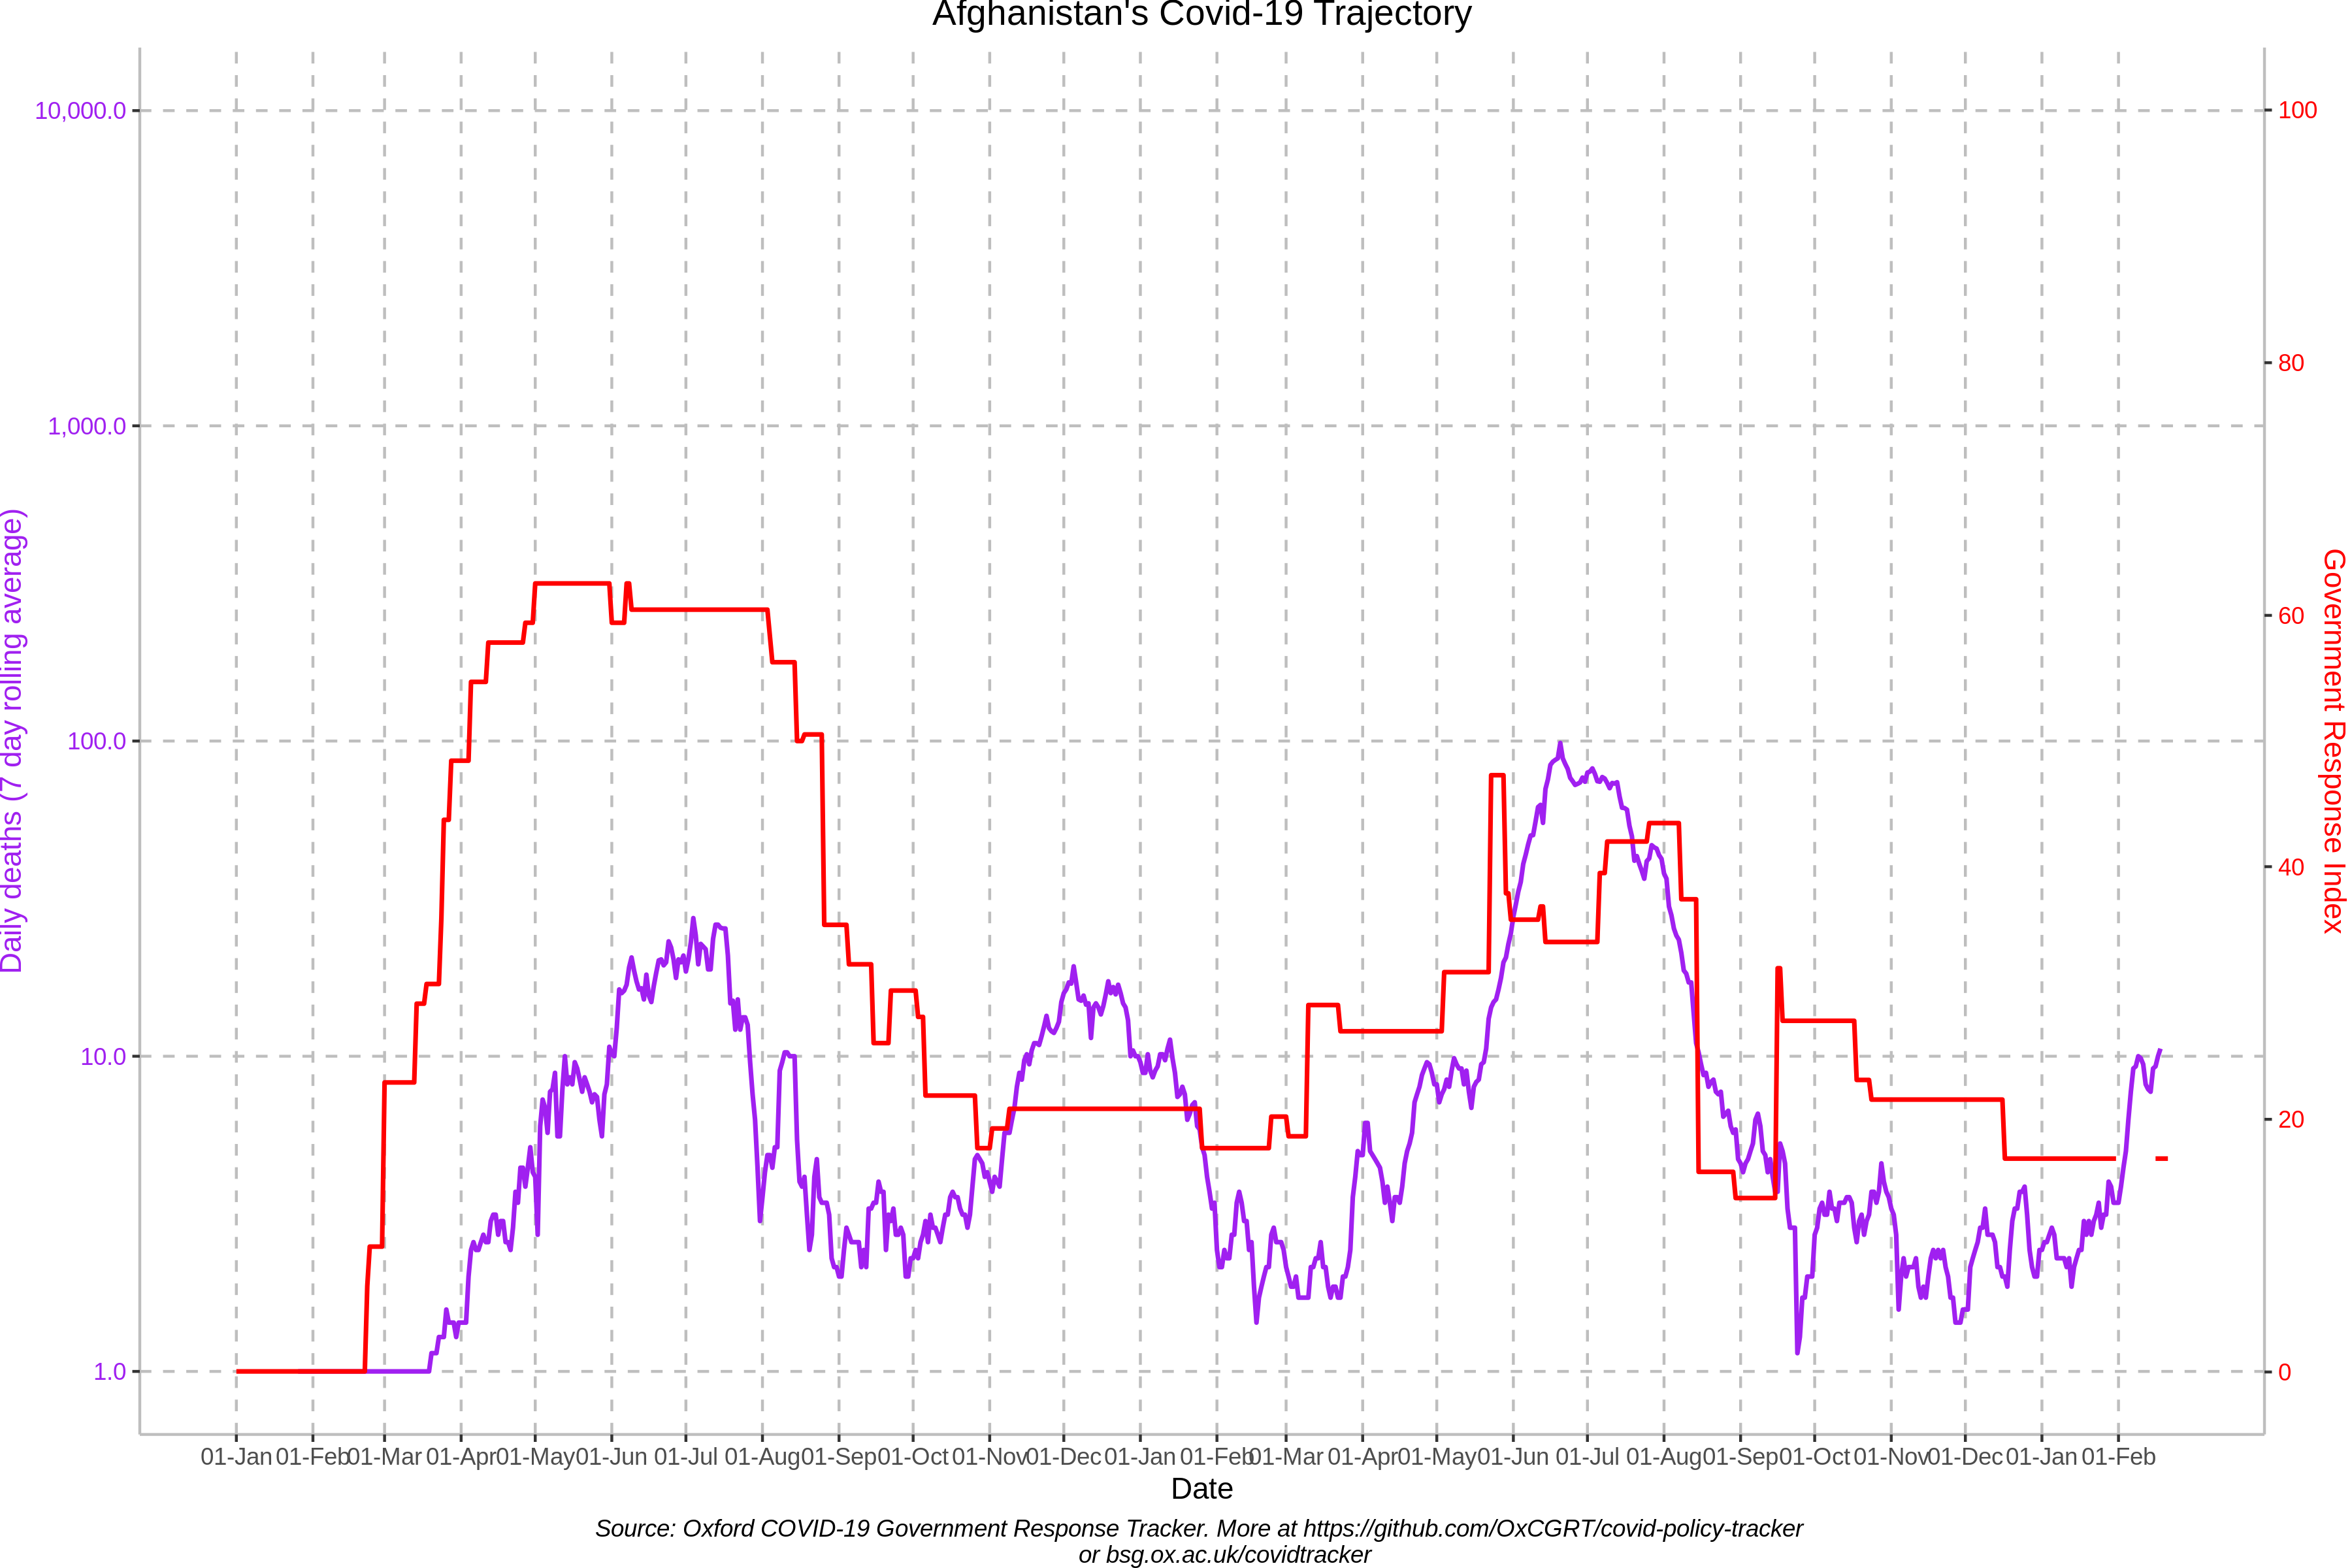 Afghanistan's Covid-19 Trajectory
10,000.0
1,000.0
100.0
10.0
1.0
Daily deaths (7 day rolling average)
100
80
60
40
20
0
Government Response Index
01-Jan 01-Feb 01-Mar 01-Apr 01-May 01-Jun 01-Jul 01-Aug 01-Sep 01-Oct 01-Nov 01-Dec 01-Jan 01-Feb 01-Mar 01-Apr 01-May 01-Jun 01-Jul 01-Aug 01-Sep 01-Oct 01-Nov 01-Dec 01-Jan 01-Feb
Date
Source: Oxford COVID-19 Government Response Tracker. More at https://github.com/OxCGRT/covid-policy-tracker
or bsg.ox.ac.uk/covidtracker